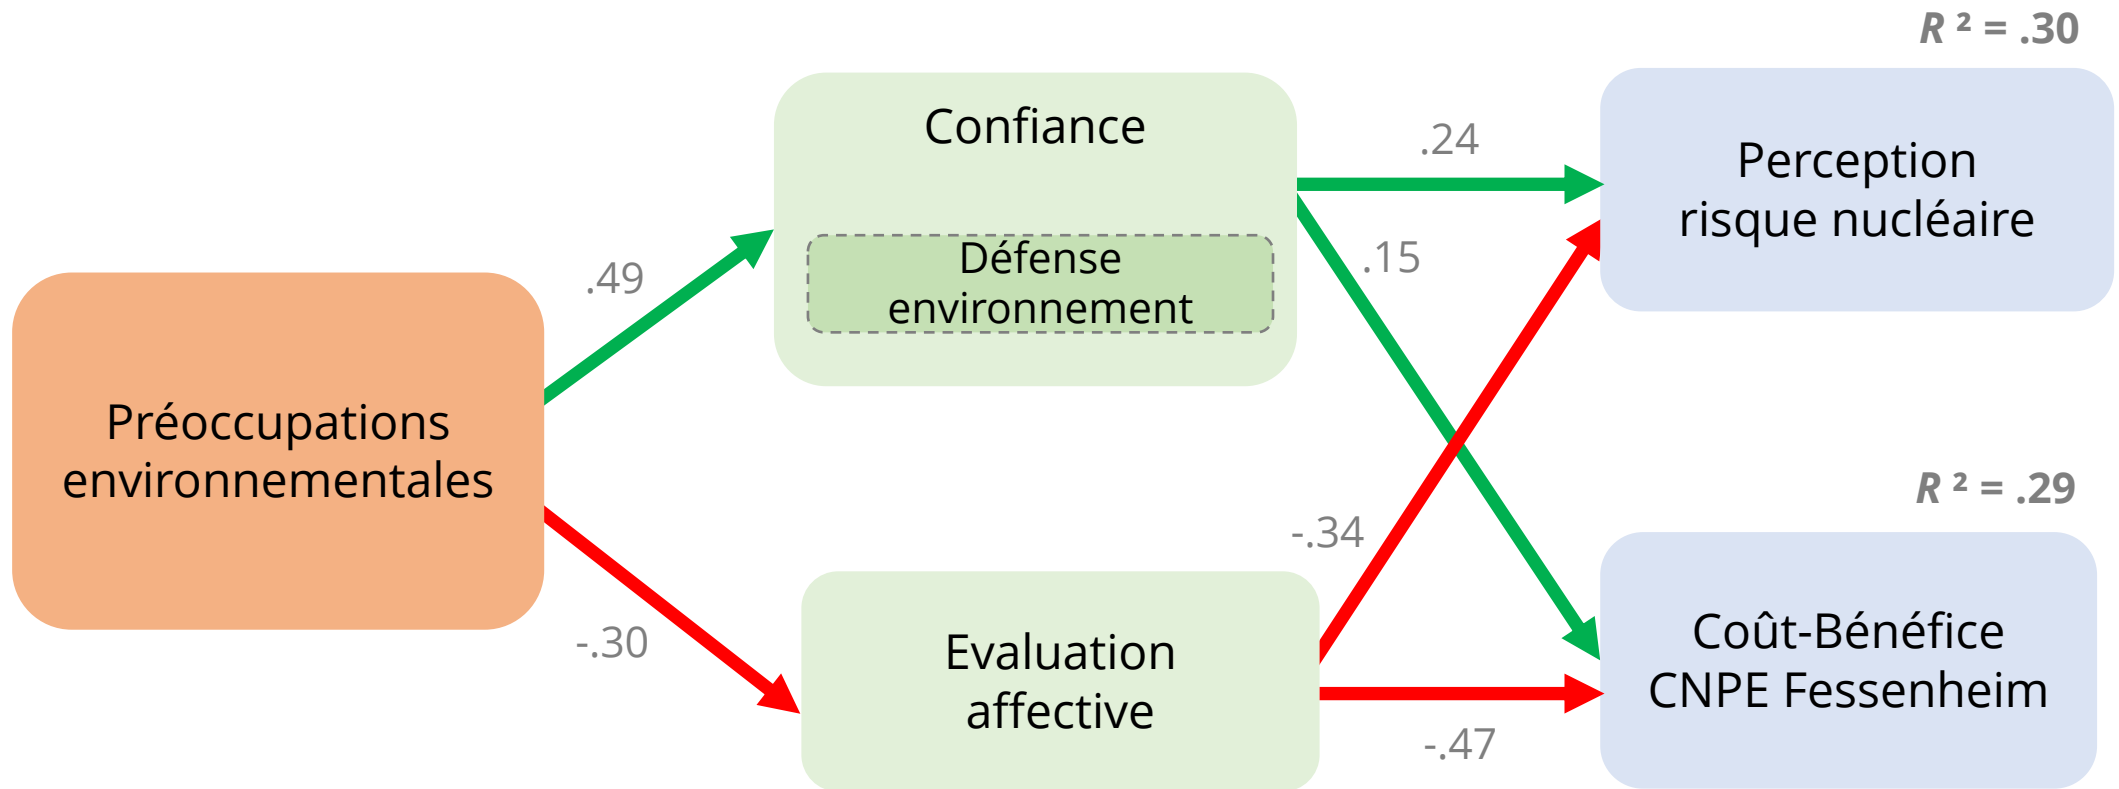 R ² = .30
Confiance
.24
Perception
risque nucléaire
Défense
environnement
.15
.49
Préoccupations
environnementales
R ² = .29
-.34
-.30
Evaluation
affective
Coût-Bénéfice
CNPE Fessenheim
-.47